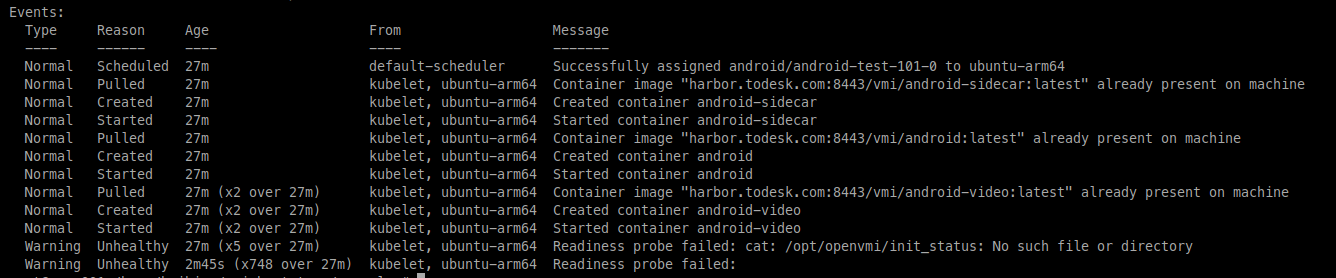 Events:
Type Reason Age From Message
---- ------ ---- ---- -------
Normal Scheduled 27m default-scheduler Successfully assigned android/android-test-101-0 to ubuntu-arm64
Normal Pulled 27m kubelet, ubuntu-arm64 Container image "harbor.todesk.com:8443/vmi/android-sidecar:latest" already present on machine
Normal Created 27m kubelet, ubuntu-arm64 Created container android-sidecar
Normal Started 27m kubelet, ubuntu-arm64 Started container android-sidecar
Normal Pulled 27m kubelet, ubuntu-arm64 Container image "harbor.todesk.com:8443/vmi/android:latest" already present on machine
Normal Created 27m kubelet, ubuntu-arm64 Created container android
Normal Started 27m kubelet, ubuntu-arm64 Started container android
Normal Pulled 27m (x2 over 27m) kubelet, ubuntu-arm64 Container image "harbor.todesk.com:8443/vmi/android-video:latest" already present on machine
Normal Created 27m (x2 over 27m) kubelet, ubuntu-arm64 Created container android-video
Normal Started 27m (x2 over 27m) kubelet, ubuntu-arm64 Started container android-video
Warning Unhealthy 27m (x5 over 27m) kubelet, ubuntu-arm64 Readiness probe failed: cat: /opt/openvmi/init_status: No such file or directory
Warning Unhealthy 2m45s (x748 over 27m) kubelet, ubuntu-arm64 Readiness probe failed: